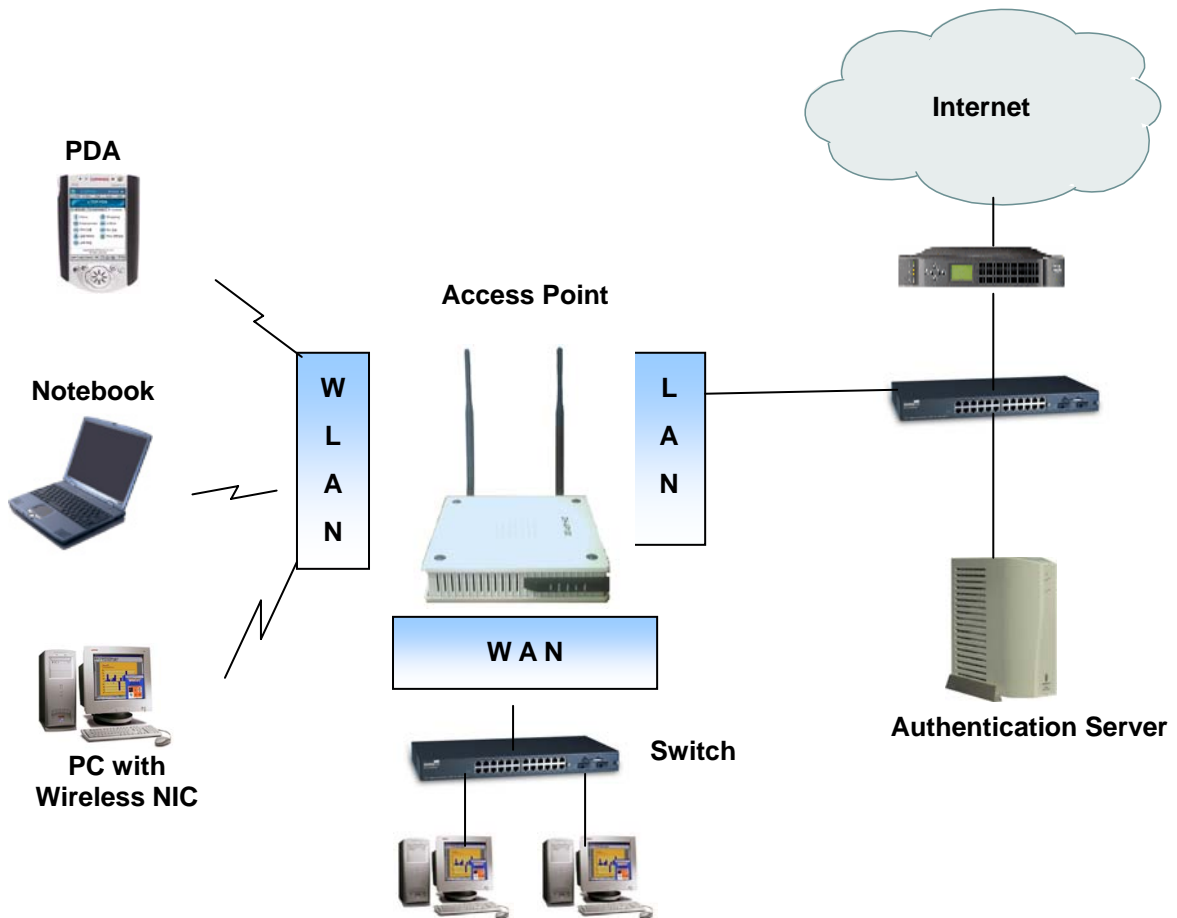 Internet
PDA
Access Point
Notebook
W
L
A
N
L
A
N
W A N
Authentication Server
Switch
PC with
Wireless NIC